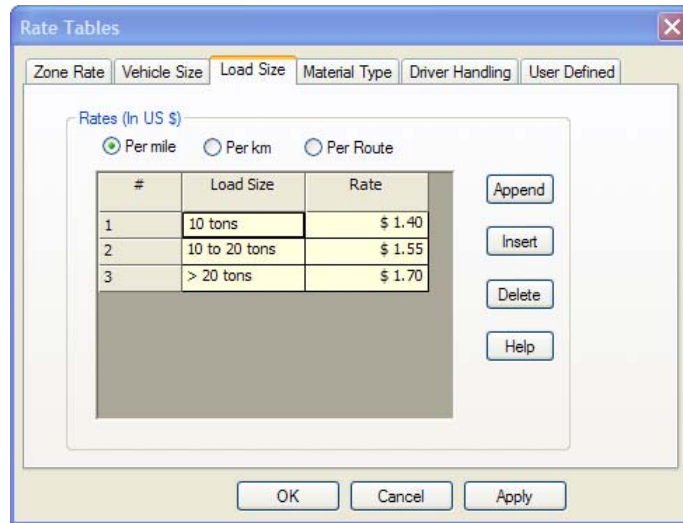 Rate Tables
Zone Rate Vehicle Size Load Size Material Type Driver Handling User Defined
Rates (In US $)
Per mile Per km Per Route
# Load Size Rate
1 10 tons $ 1.40
2 10 to 20 tons $ 1.55
3 > 20 tons $ 1.70
Append
Insert
Delete
Help
OK Cancel Apply